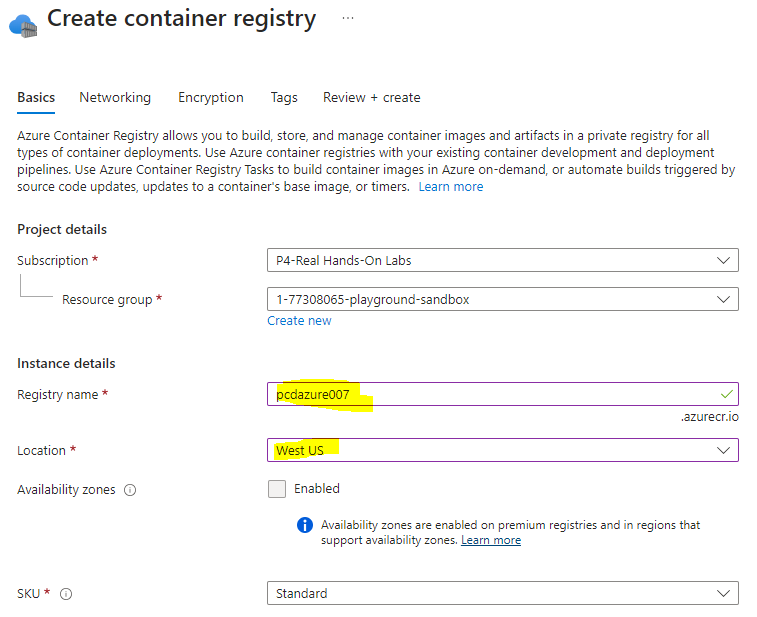 Create container registry ...
Basics Networking Encryption Tags Review + create
Azure Container Registry allows you to build, store, and manage container images and artifacts in a private registry for all
types of container deployments. Use Azure container registries with your existing container development and deployment
pipelines. Use Azure Container Registry Tasks to build container images in Azure on-demand, or automate builds triggered by
source code updates, updates to a container's base image, or timers. Learn more
Project details
Subscription * P4-Real Hands-On Labs
Resource group * 1-77308065-playground-sandbox
Create new
Instance details
Registry name * pcdazure007
.azurecr.io
Location * West US
Availability zones Enabled
Availability zones are enabled on premium registries and in regions that
support availability zones. Learn more
SKU * Standard